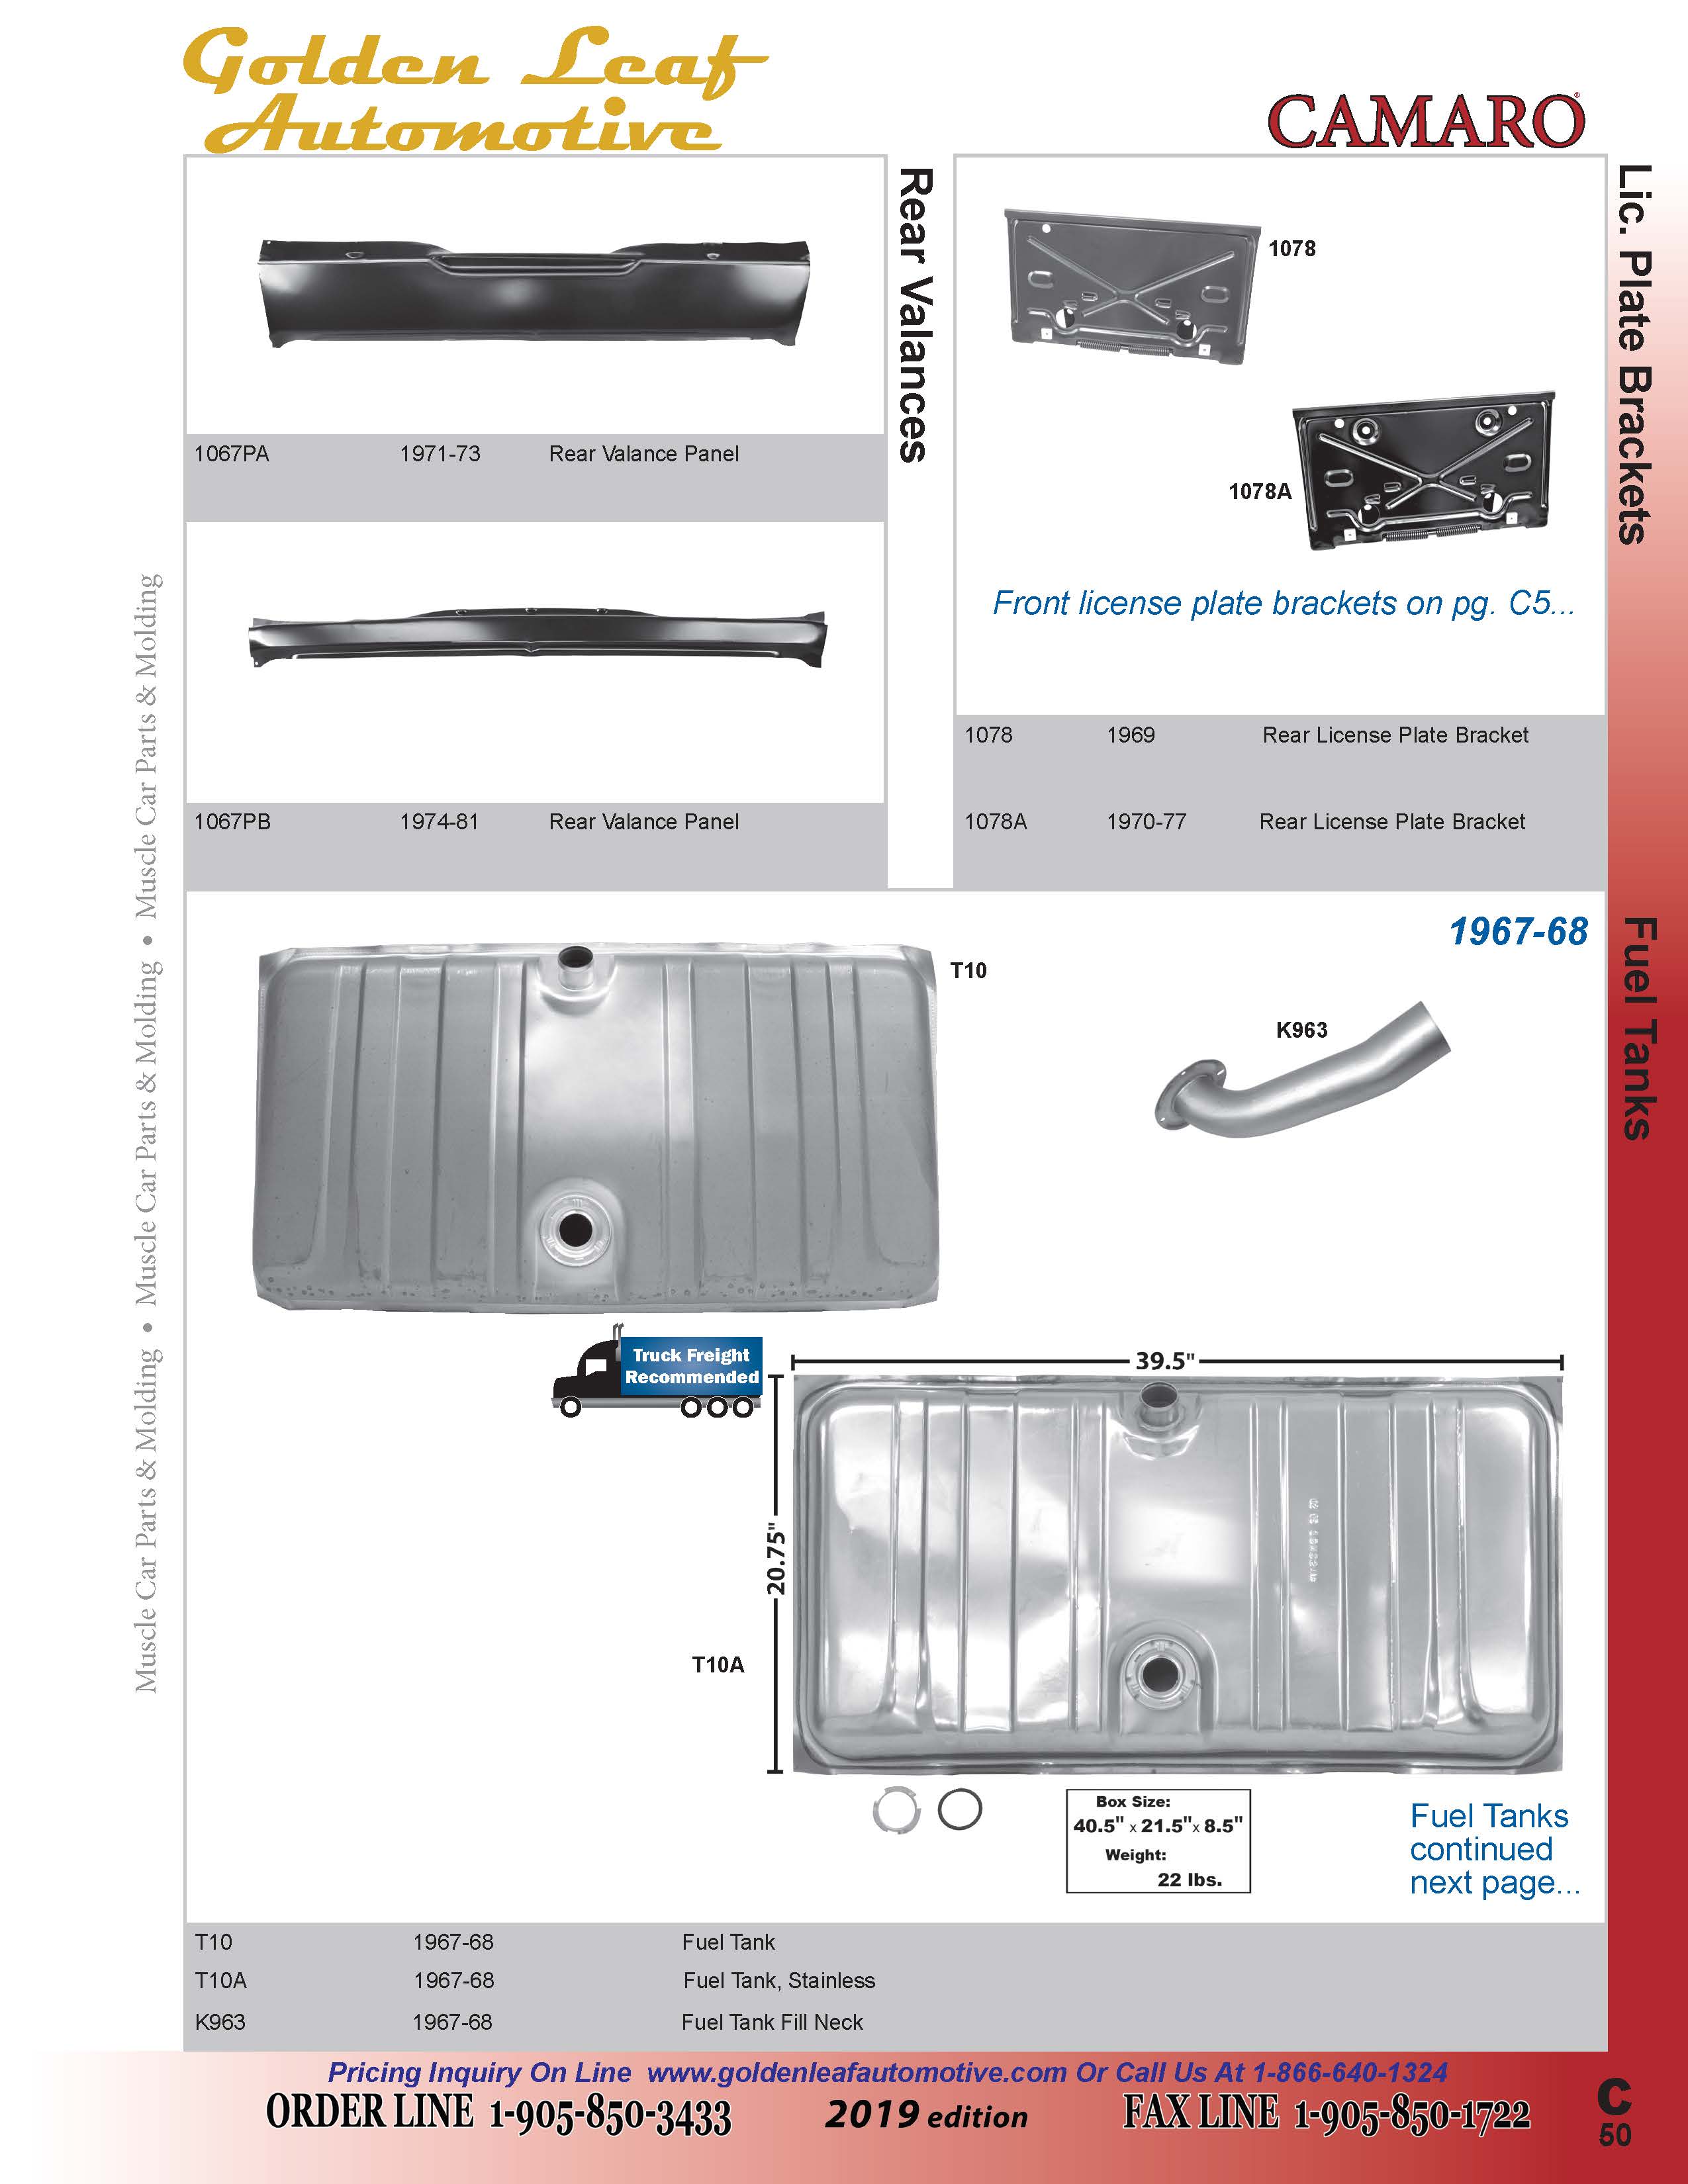 Golden Leaf
Automotive
CAMARO®
Rear Valances
Lic. Plate Brackets
1067PA 1971-73 Rear Valance Panel
1067PB 1974-81 Rear Valance Panel
1078
1078A
Front license plate brackets on pg. C5...
1078 1969 Rear License Plate Bracket
1078A 1970-77 Rear License Plate Bracket
Muscle Car Parts & Molding • Muscle Car Parts & Molding • Muscle Car Parts & Molding
Fuel Tanks
1967-68
T10
K963
Truck Freight
Recommended
39.5"
20.75"
T10A
Box Size:
40.5" x 21.5"x 8.5"
Weight:
22 lbs.
Fuel Tanks
continued
next page...
T10 1967-68 Fuel Tank
T10A 1967-68 Fuel Tank, Stainless
K963 1967-68 Fuel Tank Fill Neck
Pricing Inquiry On Line www.goldenleafautomotive.com Or Call Us At 1-866-640-1324
ORDER LINE 1-905-850-3433 2019 edition FAX LINE 1-905-850-1722
C
50